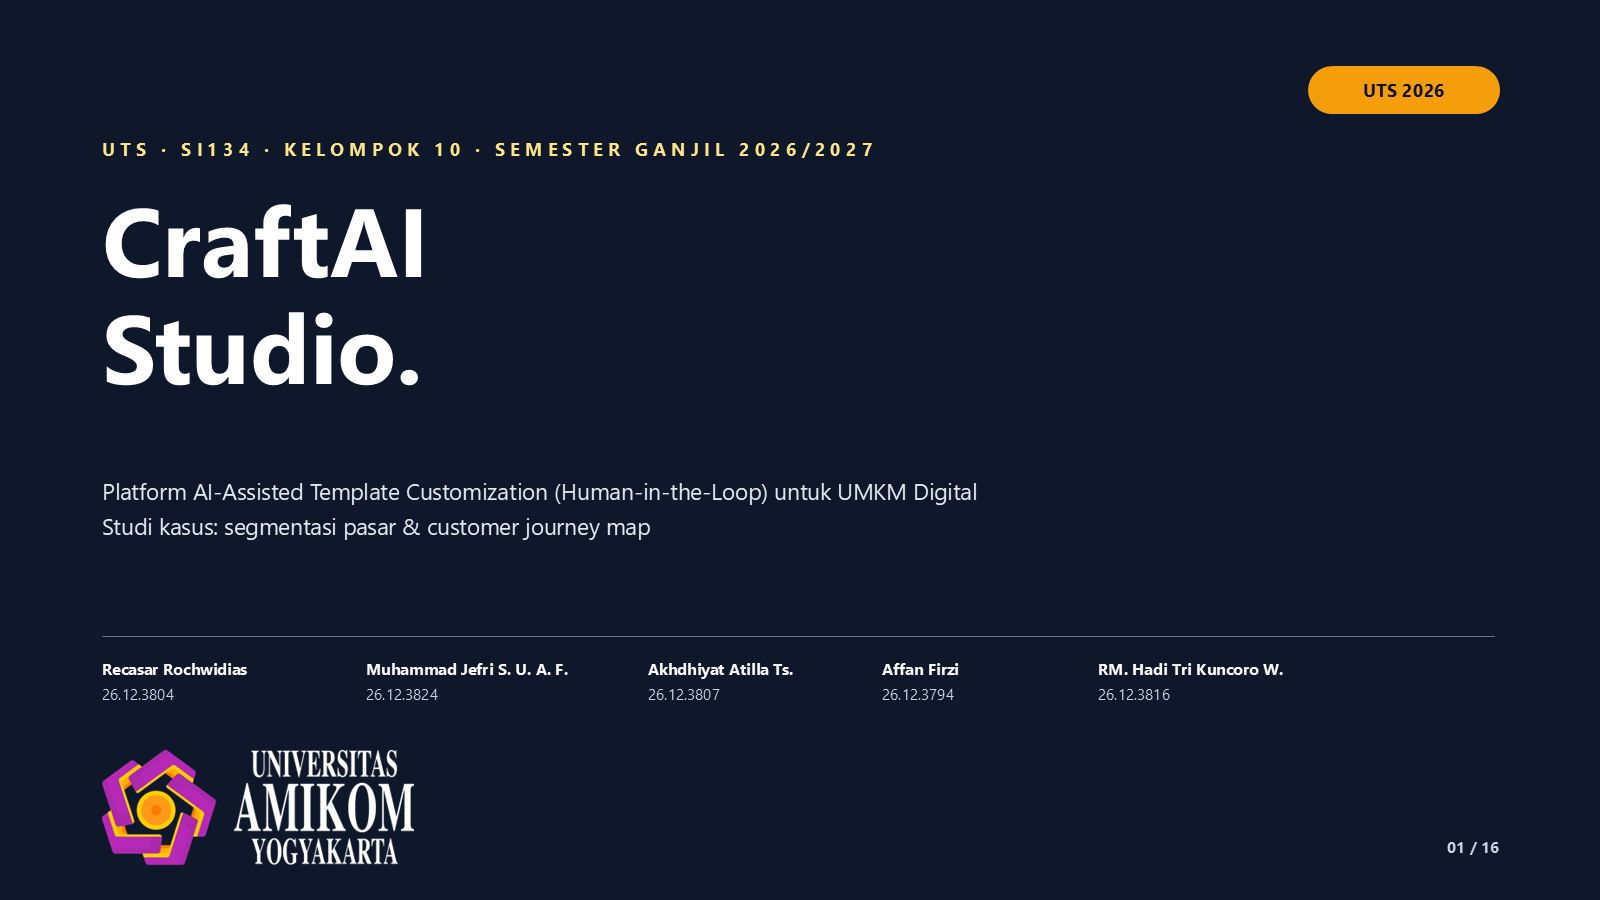 UTS 2026
UTS · SI134 · KELOMPOK 10 · SEMESTER GANJIL 2026/2027
CraftAI
Studio.
Platform AI-Assisted Template Customization (Human-in-the-Loop) untuk UMKM Digital
Studi kasus: segmentasi pasar & customer journey map
Recasar Rochwidias
26.12.3804
Muhammad Jefri S. U. A. F.
26.12.3824
Akhdhiyat Atilla Ts.
26.12.3807
Affan Firzi
26.12.3794
RM. Hadi Tri Kuncoro W.
26.12.3816
UNIVERSITAS
AMIKOM
YOGYAKARTA
01 / 16